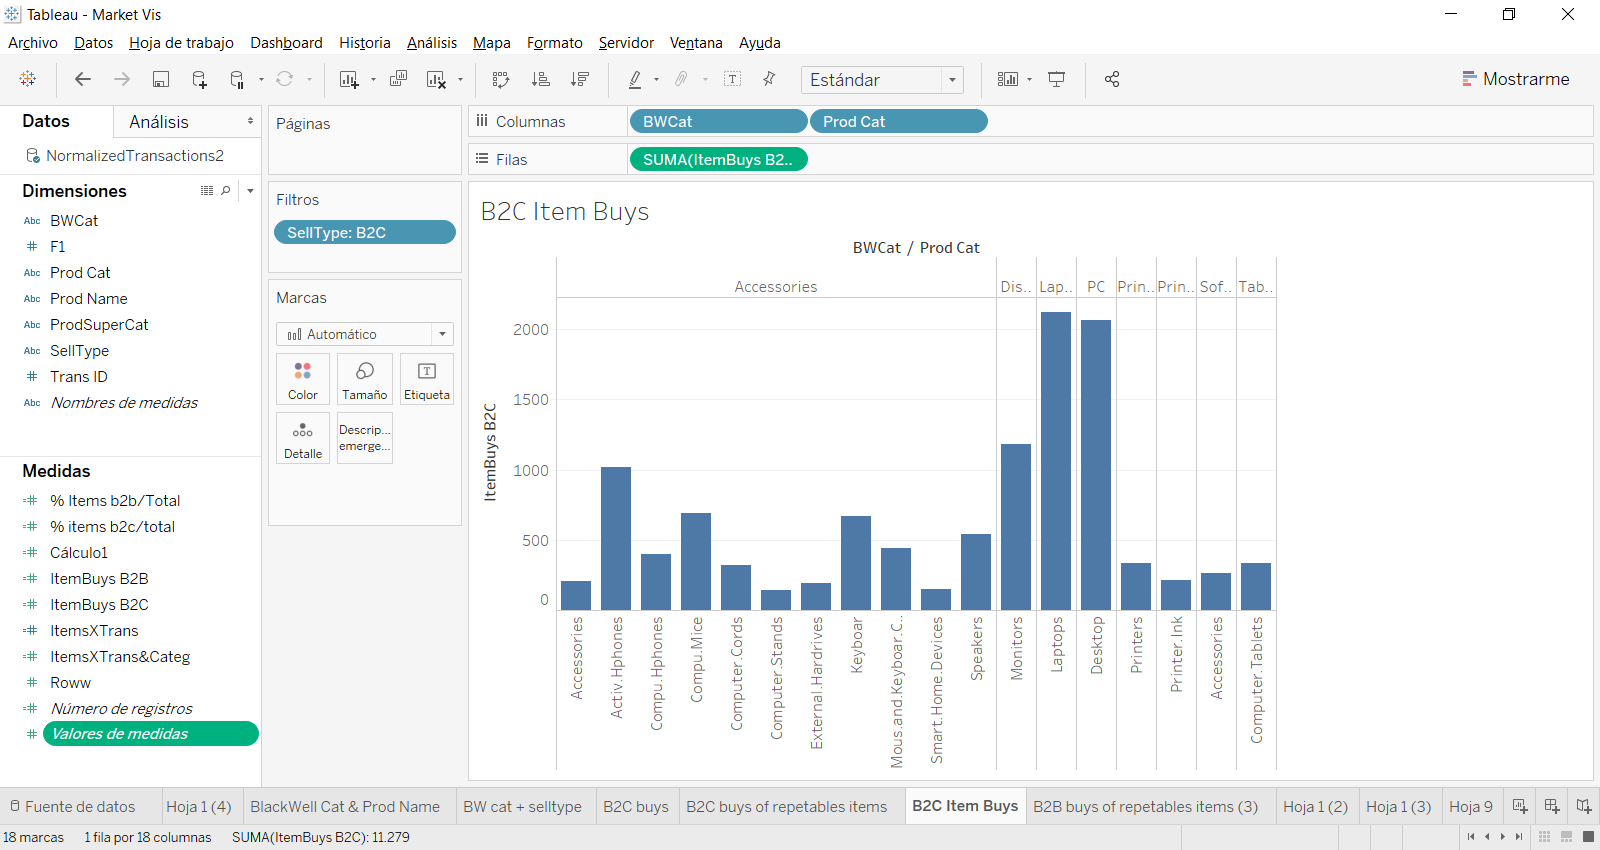 Tableau - Market Vis
Archivo Datos Hoja de trabajo Dashboard Historia Análisis Mapa Formato Servidor Ventana Ayuda
Estándar
Mostrarme
Datos Análisis
NormalizedTransactions2
Dimensiones
Abc BWCat
F1
Abc Prod Cat
Abc Prod Name
Abc ProdSuperCat
Abc SellType
Trans ID
Abc Nombres de medidas
Medidas
% Items b2b/Total
% items b2c/total
Cálculo1
ItemBuys B2B
ItemBuys B2C
ItemsXTrans
ItemsXTrans&Categ
Roww
Número de registros
Valores de medidas
Páginas
Filtros
SellType: B2C
Marcas
Automático
Color Tamaño Etiqueta
Detalle Descrip... emerge...
Columnas BWCat Prod Cat
Filas SUMA(ItemBuys B2..
B2C Item Buys
BWCat / Prod Cat
Accessories Dis.. Lap.. PC Prin.. Prin.. Sof.. Tab..
ItemBuys B2C
2000
1500
1000
500
0
Accessories
Activ.Hphones
Compu.Hphones
Compu.Mice
Computer.Cords
Computer.Stands
External.Hardrives
Keyboar
Mous.and.Keyboar.C..
Smart.Home.Devices
Speakers
Monitors
Laptops
Desktop
Printers
Printer.Ink
Accessories
Computer.Tablets
Fuente de datos Hoja 1 (4) BlackWell Cat & Prod Name BW cat + selltype B2C buys B2C buys of repetables items B2C Item Buys B2B buys of repetables items (3) Hoja 1 (2) Hoja 1 (3) Hoja 9
18 marcas 1 fila por 18 columnas SUMA(ItemBuys B2C): 11.279